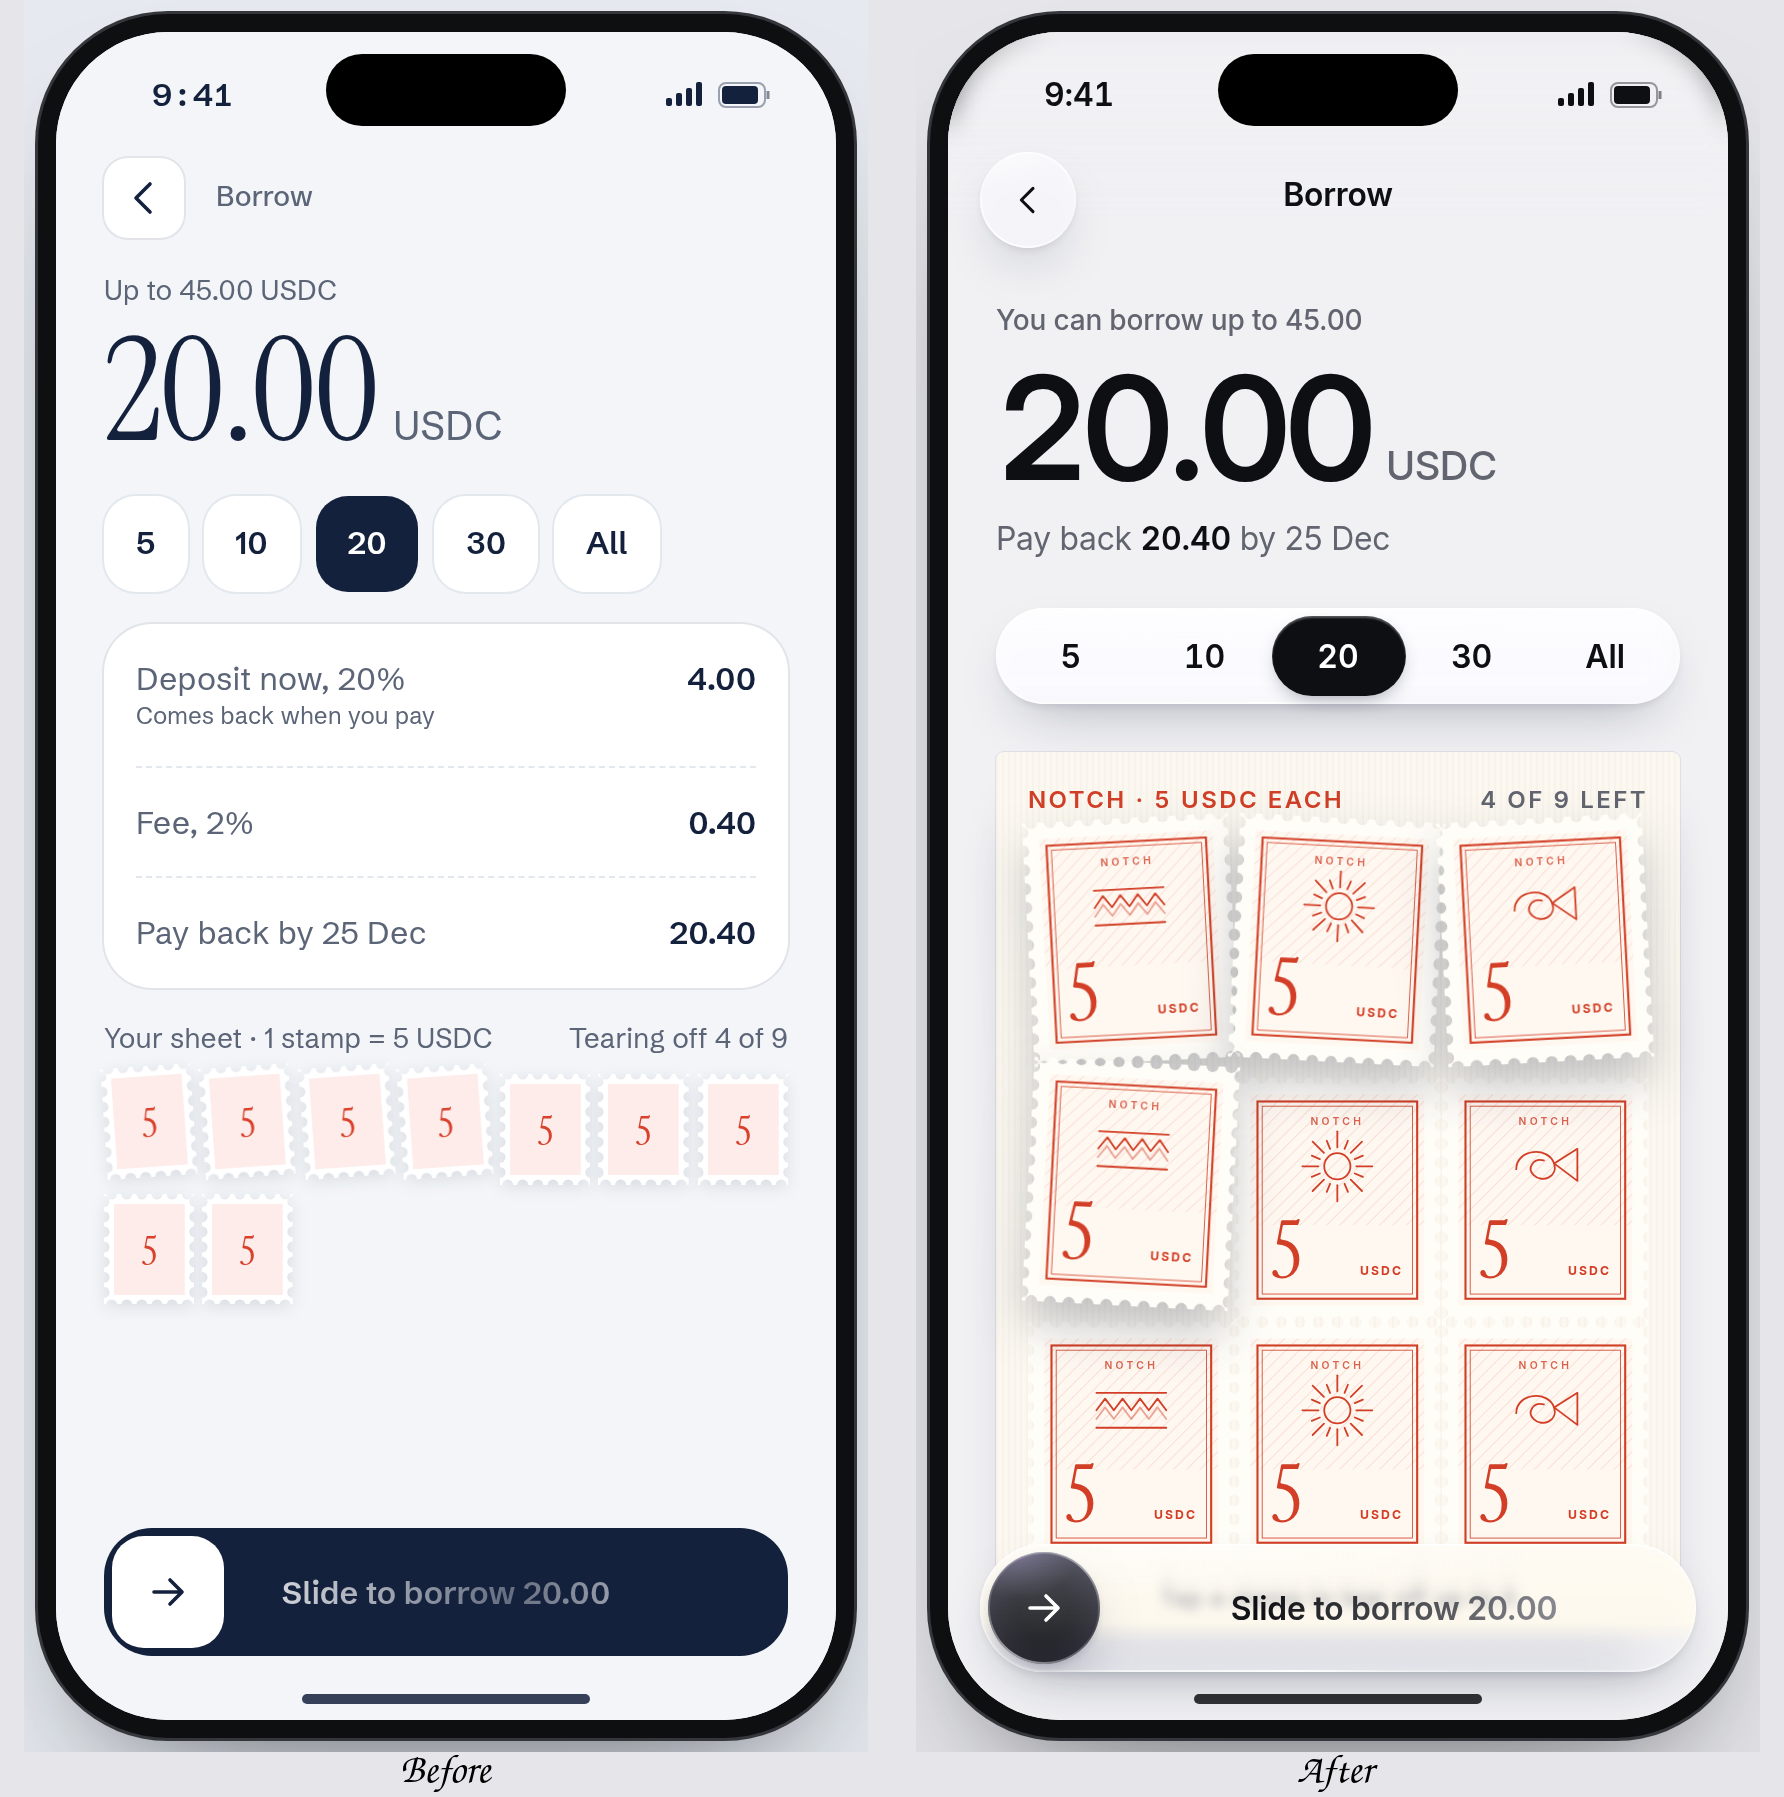 9:41
Borrow
Up to 45.00 USDC
20.00 USDC
5 10 20 30 All
Deposit now, 20% 4.00
Comes back when you pay
Fee, 2% 0.40
Pay back by 25 Dec 20.40
Your sheet · 1 stamp = 5 USDC Tearing off 4 of 9
5 5 5 5 5 5 5
5 5
Slide to borrow 20.00
Before
9:41
Borrow
You can borrow up to 45.00
20.00 USDC
Pay back 20.40 by 25 Dec
5 10 20 30 All
NOTCH · 5 USDC EACH 4 OF 9 LEFT
NOTCH NOTCH NOTCH
5 USDC 5 USDC 5 USDC
NOTCH NOTCH NOTCH
5 USDC 5 USDC 5 USDC
NOTCH NOTCH NOTCH
5 USDC 5 USDC 5 USDC
Slide to borrow 20.00
After